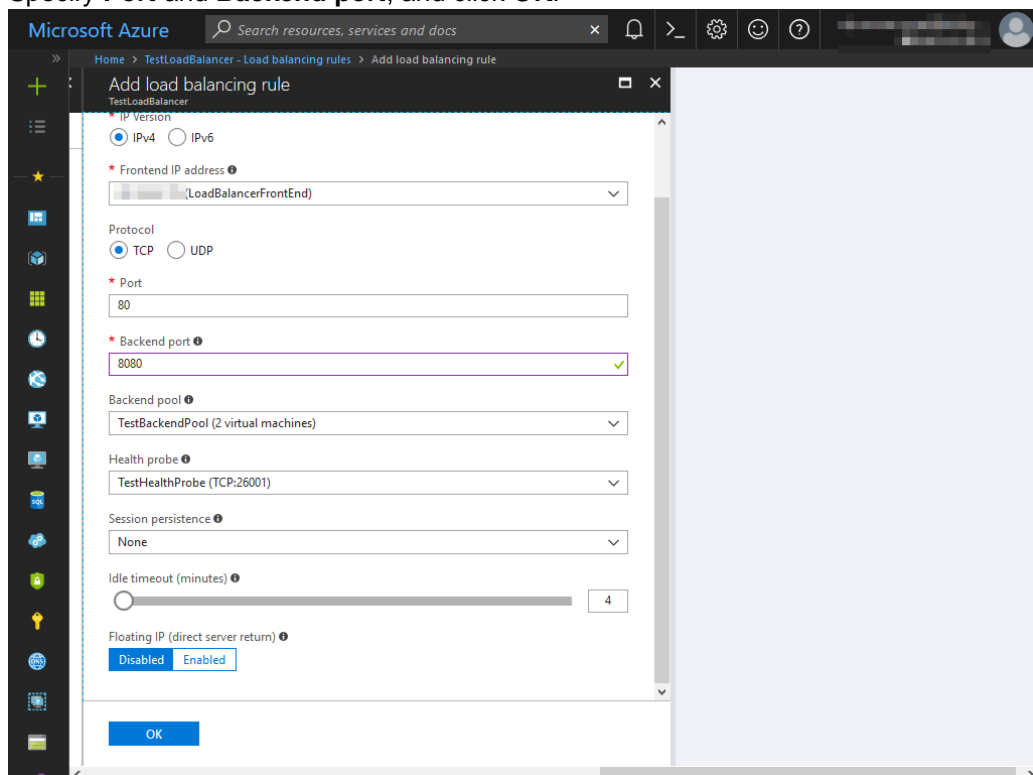 Specify Port and Backend port, and click OK.
Microsoft Azure
Search resources, services and docs
Home > TestLoadBalancer - Load balancing rules > Add load balancing rule
Add load balancing rule
TestLoadBalancer
* IP Version
IPv4 IPv6
* Frontend IP address
(LoadBalancerFrontEnd)
Protocol
TCP UDP
* Port
80
* Backend port
8080
Backend pool
TestBackendPool (2 virtual machines)
Health probe
TestHealthProbe (TCP:26001)
Session persistence
None
Idle timeout (minutes)
4
Floating IP (direct server return)
Disabled Enabled
OK
SQL
DNS